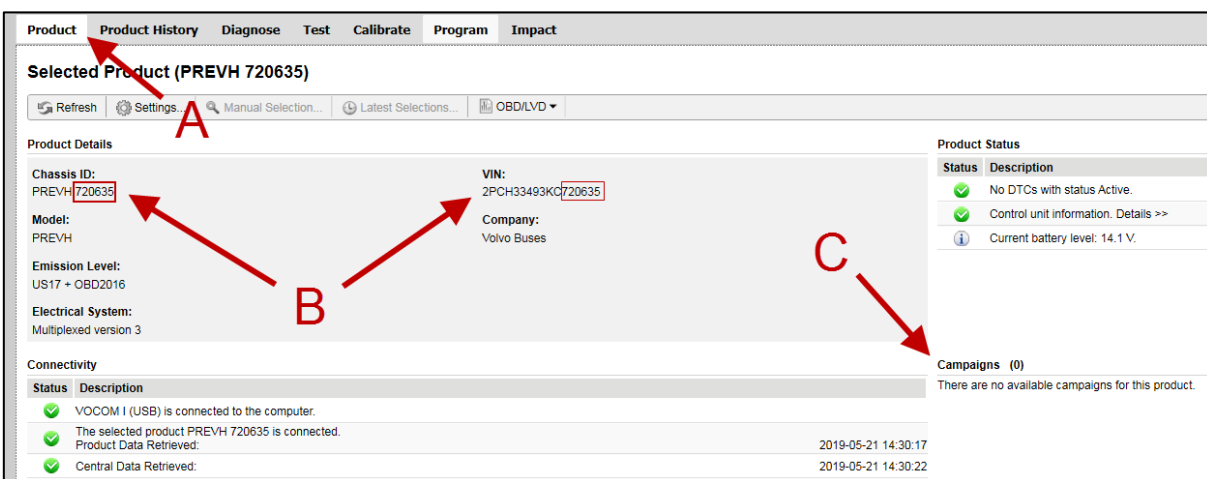 Product Product History Diagnose Test Calibrate Program Impact
Selected Product (PREVH 720635)
Refresh Settings... Manual Selection... Latest Selections... OBD/LVD
A
Product Details
Chassis ID:
PREVH 720635
VIN:
2PCH33493KC720635
Model:
PREVH
Company:
Volvo Buses
Emission Level:
US17 + OBD2016
Electrical System:
Multiplexed version 3
B
Product Status
Status Description
No DTCs with status Active.
Control unit information. Details >>
Current battery level: 14.1 V.
C
Connectivity
Status Description
VOCOM I (USB) is connected to the computer.
The selected product PREVH 720635 is connected.
Product Data Retrieved: 2019-05-21 14:30:17
Central Data Retrieved: 2019-05-21 14:30:22
Campaigns (0)
There are no available campaigns for this product.